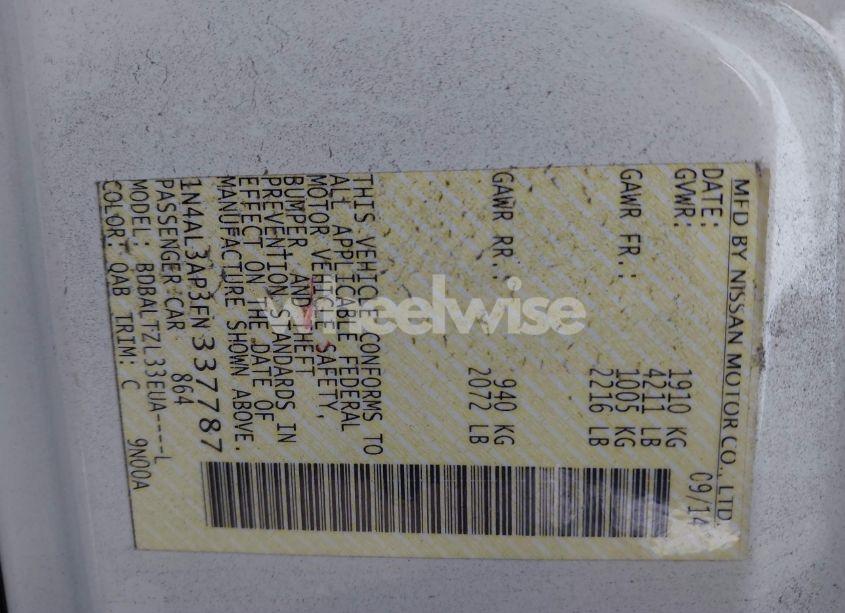 MFD BY NISSAN MOTOR CO., LTD.
DATE: 09/14
GVWR: 1910 KG
4211 LB
GAWR FR.: 1005 KG
2216 LB
GAWR RR.: 940 KG
2072 LB
THIS VEHICLE CONFORMS TO
ALL APPLICABLE FEDERAL
MOTOR VEHICLE SAFETY,
BUMPER AND THEFT
PREVENTION STANDARDS IN
EFFECT ON THE DATE OF
MANUFACTURE SHOWN ABOVE.
1N4AL3AP3FN337787
PASSENGER CAR 864
MODEL: BDBALTZL33EUA----L
COLOR: QAB TRIM: C 9N00A
wheelwise